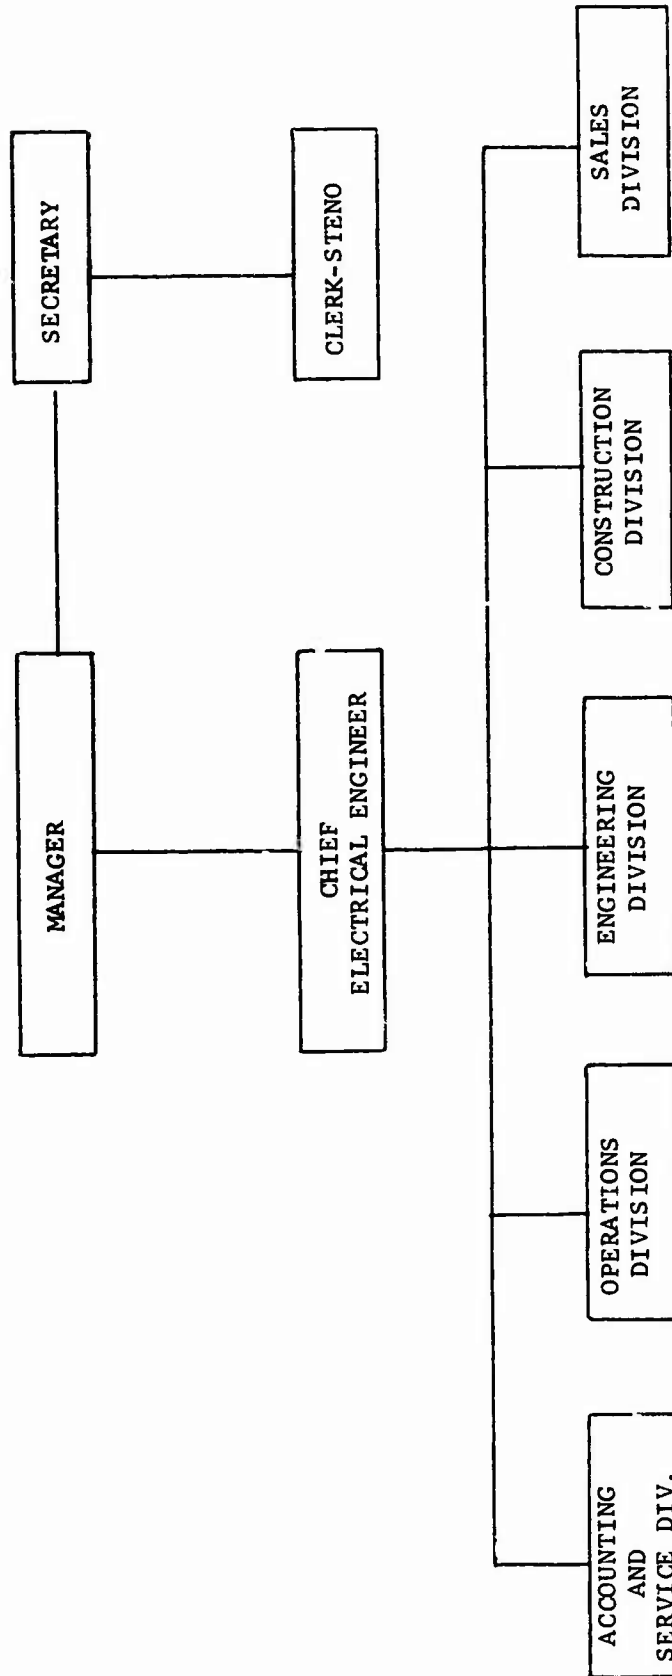 MANAGER
SECRETARY
CHIEF
ELECTRICAL ENGINEER
CLERK-STENO
ACCOUNTING
AND
SERVICE DIV.
OPERATIONS
DIVISION
ENGINEERING
DIVISION
CONSTRUCTION
DIVISION
SALES
DIVISION